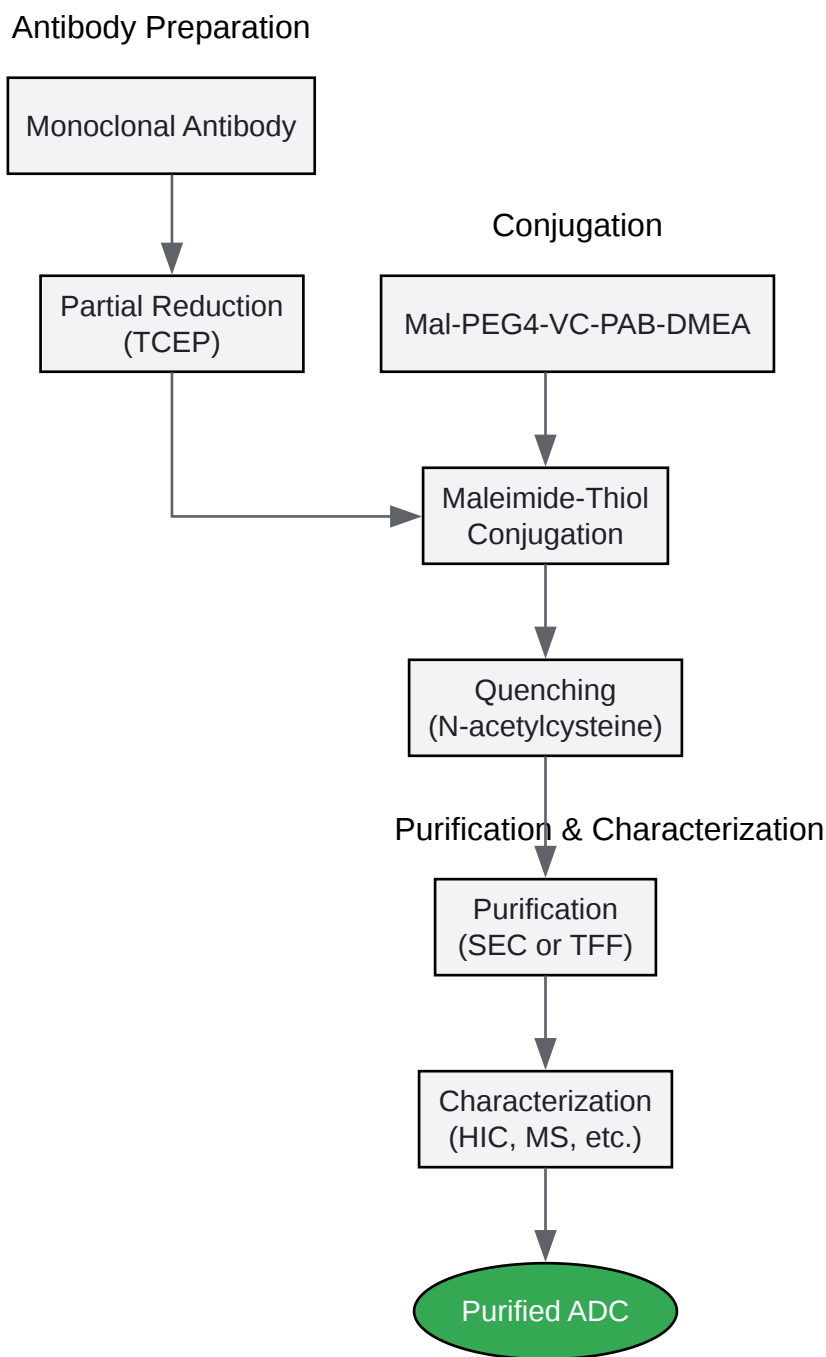 Antibody Preparation
Monoclonal Antibody
Partial Reduction
(TCEP)
Conjugation
Mal-PEG4-VC-PAB-DMEA
Maleimide-Thiol
Conjugation
Quenching
(N-acetylcysteine)
Purification & Characterization
Purification
(SEC or TFF)
Characterization
(HIC, MS, etc.)
Purified ADC